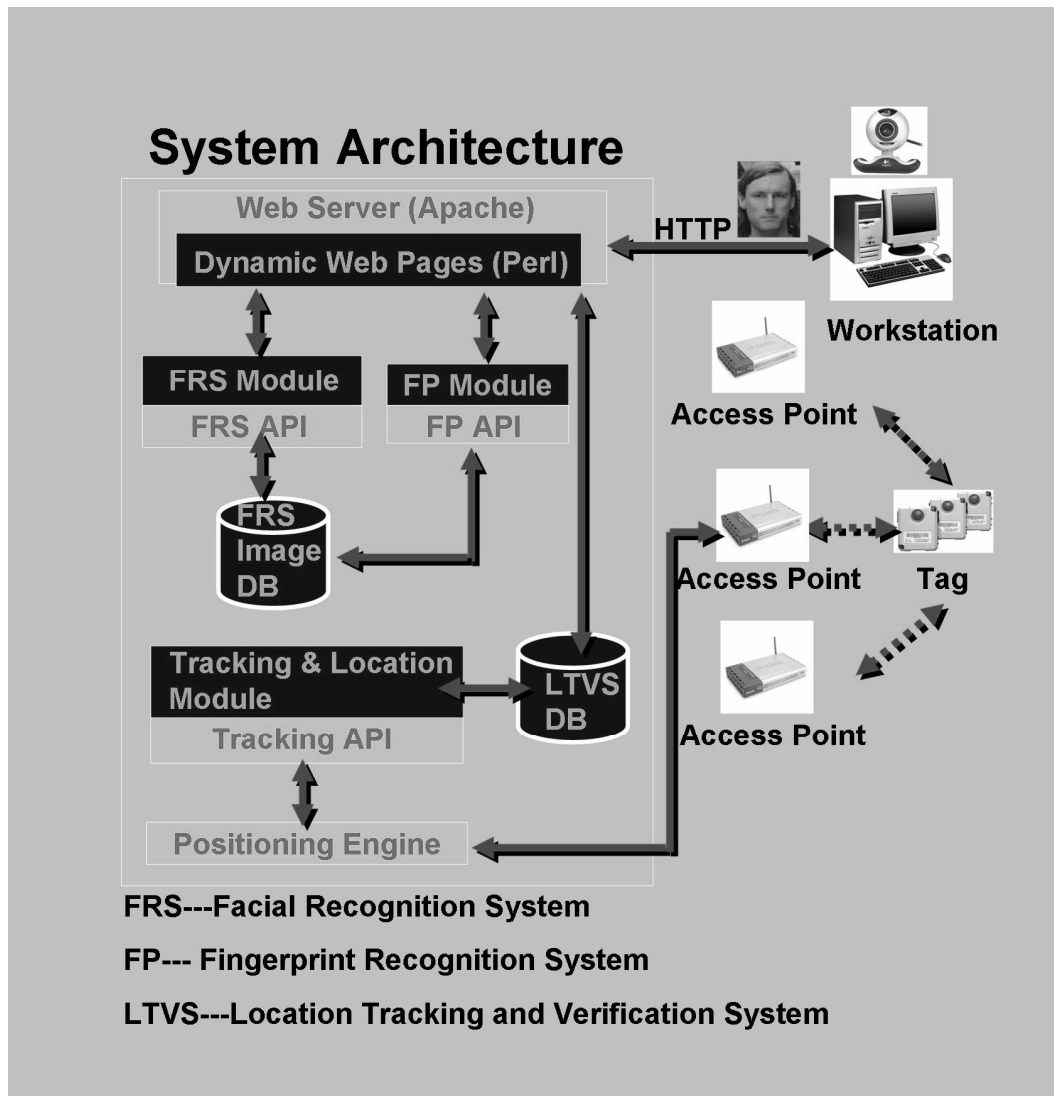 System Architecture
Web Server (Apache)
Dynamic Web Pages (Perl)
HTTP
Workstation
FRS Module
FRS API
FP Module
FP API
Access Point
FRS
Image
DB
Access Point
Tag
Tracking & Location
Module
Tracking API
LTVS
DB
Access Point
Positioning Engine
FRS---Facial Recognition System
FP--- Fingerprint Recognition System
LTVS---Location Tracking and Verification System